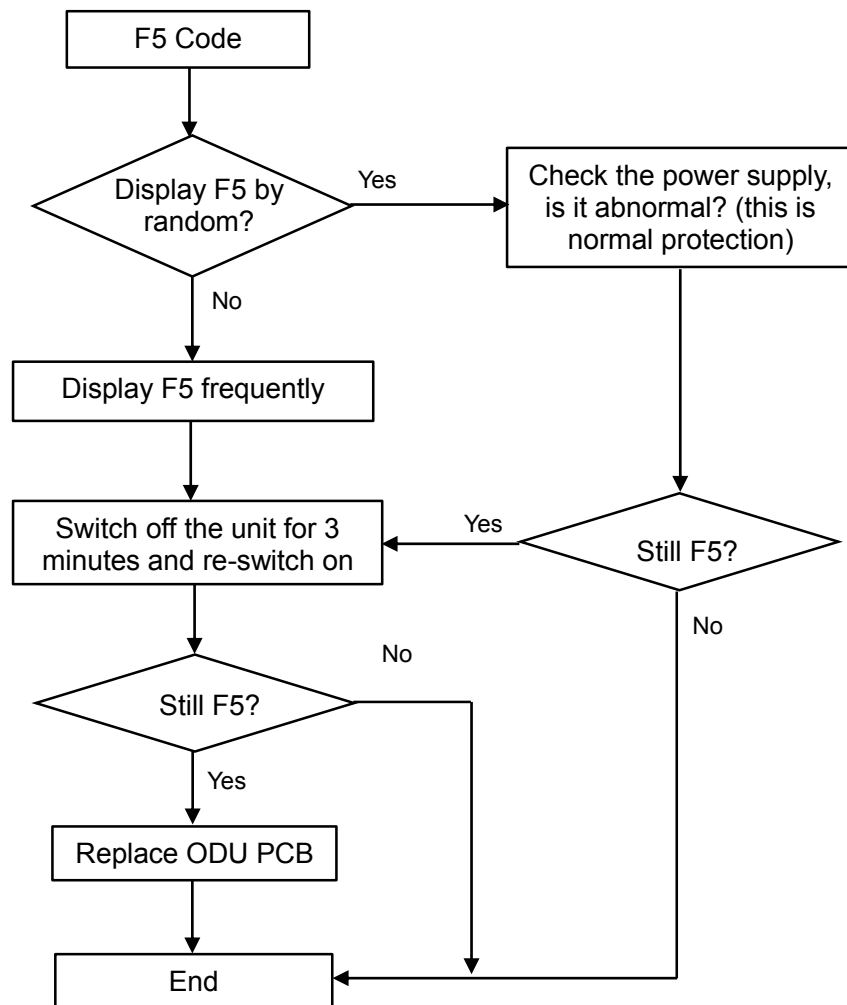 F5 Code
Display F5 by
random?
Yes
Check the power supply,
is it abnormal? (this is
normal protection)
No
Display F5 frequently
Switch off the unit for 3
minutes and re-switch on
Yes
Still F5?
No
No
Still F5?
Yes
Replace ODU PCB
End